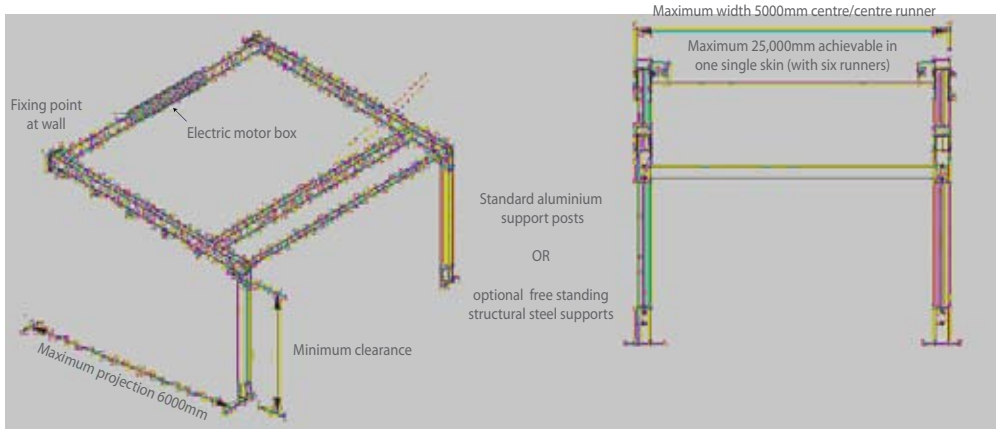 Maximum width 5000mm centre/centre runner
Maximum 25,000mm achievable in
one single skin (with six runners)
Fixing point
at wall
Electric motor box
Standard aluminium
support posts
OR
optional free standing
structural steel supports
Minimum clearance
Maximum projection 6000mm